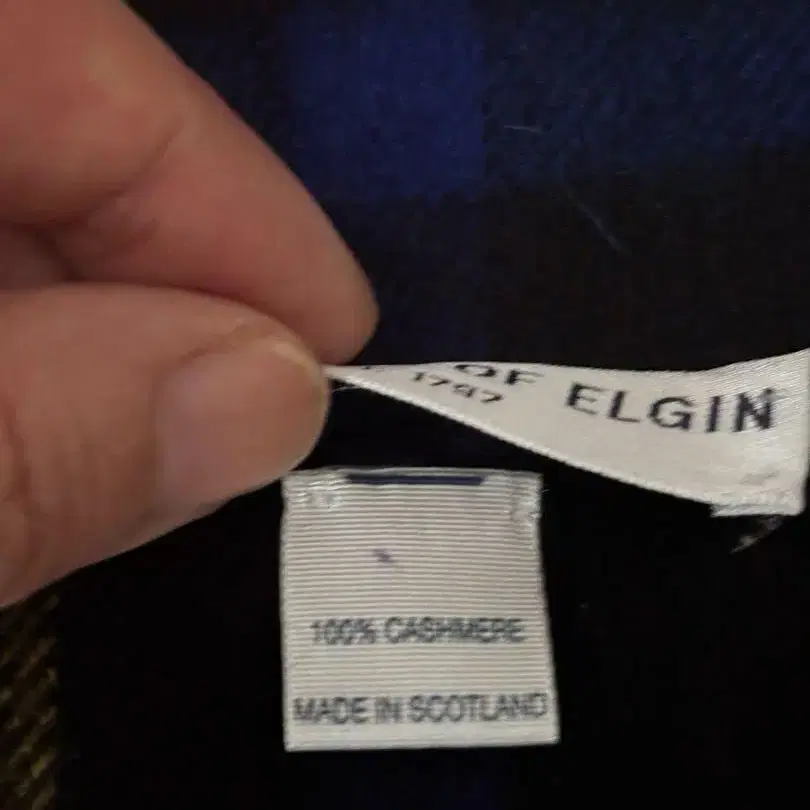 OF ELGIN
1797
100% CASHMERE
MADE IN SCOTLAND